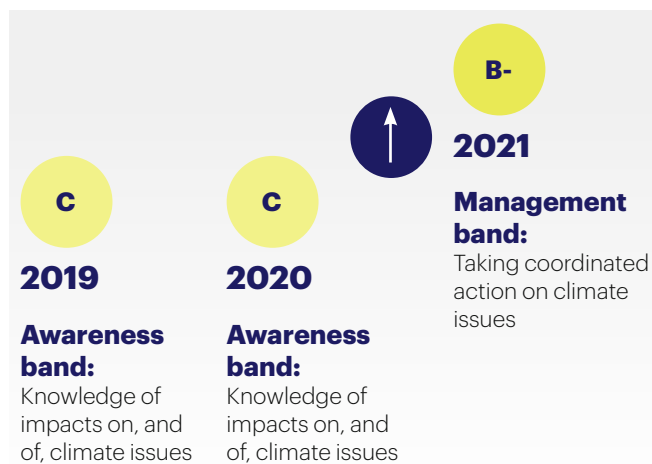 C
2019
Awareness
band:
Knowledge of
impacts on, and
of, climate issues
C
2020
Awareness
band:
Knowledge of
impacts on, and
of, climate issues
B-
2021
Management
band:
Taking coordinated
action on climate
issues